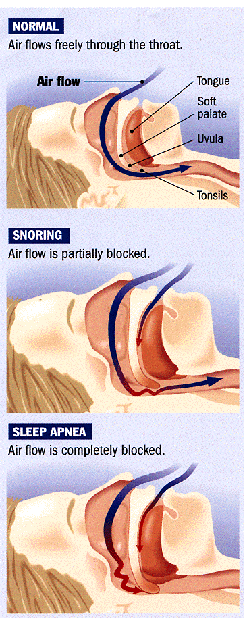 NORMAL
Air flows freely through the throat.
Air flow
Tongue
Soft
palate
Uvula
Tonsils
SNORING
Air flow is partially blocked.
SLEEP APNEA
Air flow is completely blocked.